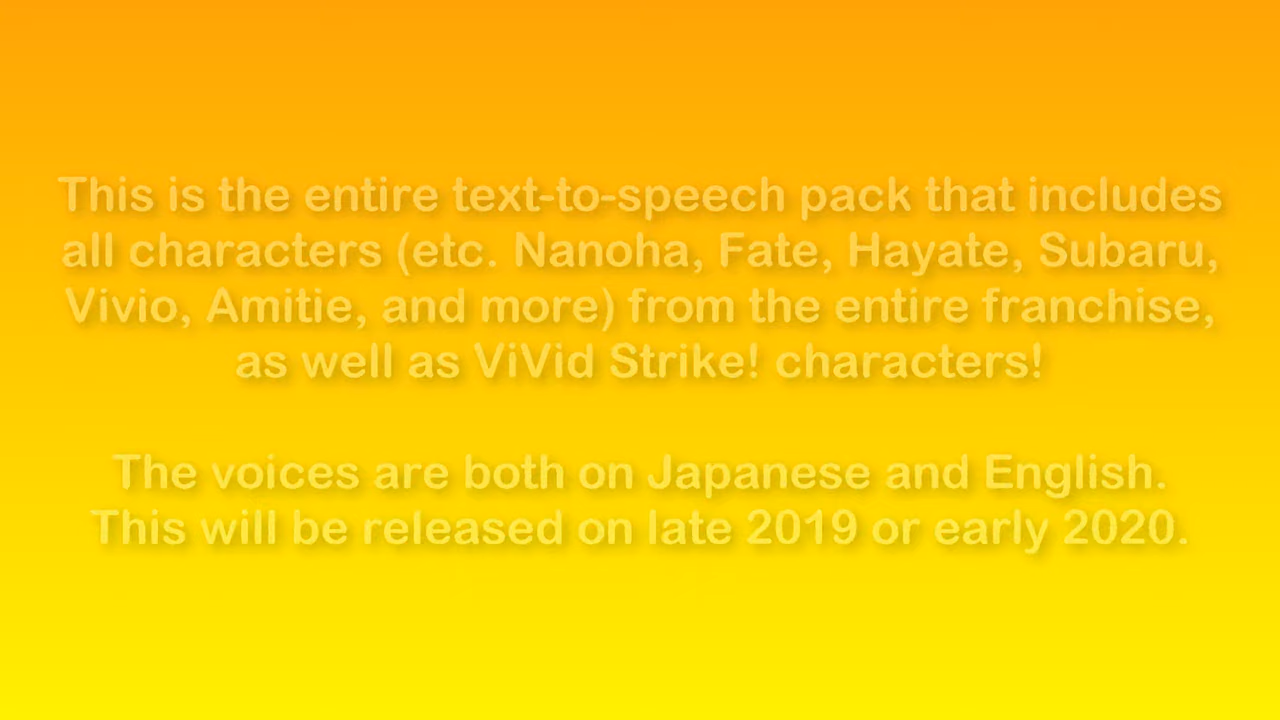 This is the entire text-to-speech pack that includes
all characters (etc. Nanoha, Fate, Hayate, Subaru,
Vivio, Amitie, and more) from the entire franchise,
as well as ViVid Strike! characters!
The voices are both on Japanese and English.
This will be released on late 2019 or early 2020.